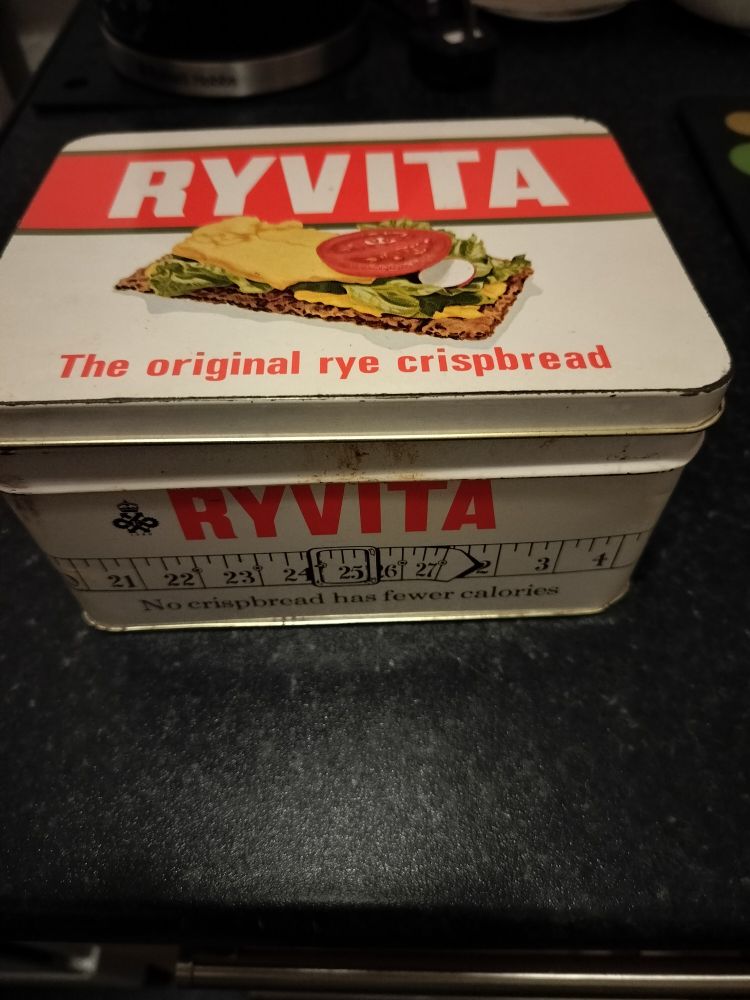 RYVITA
The original rye crispbread
RYVITA
21 22 23 24 25 26 27 2 3 4
No crispbread has fewer calories